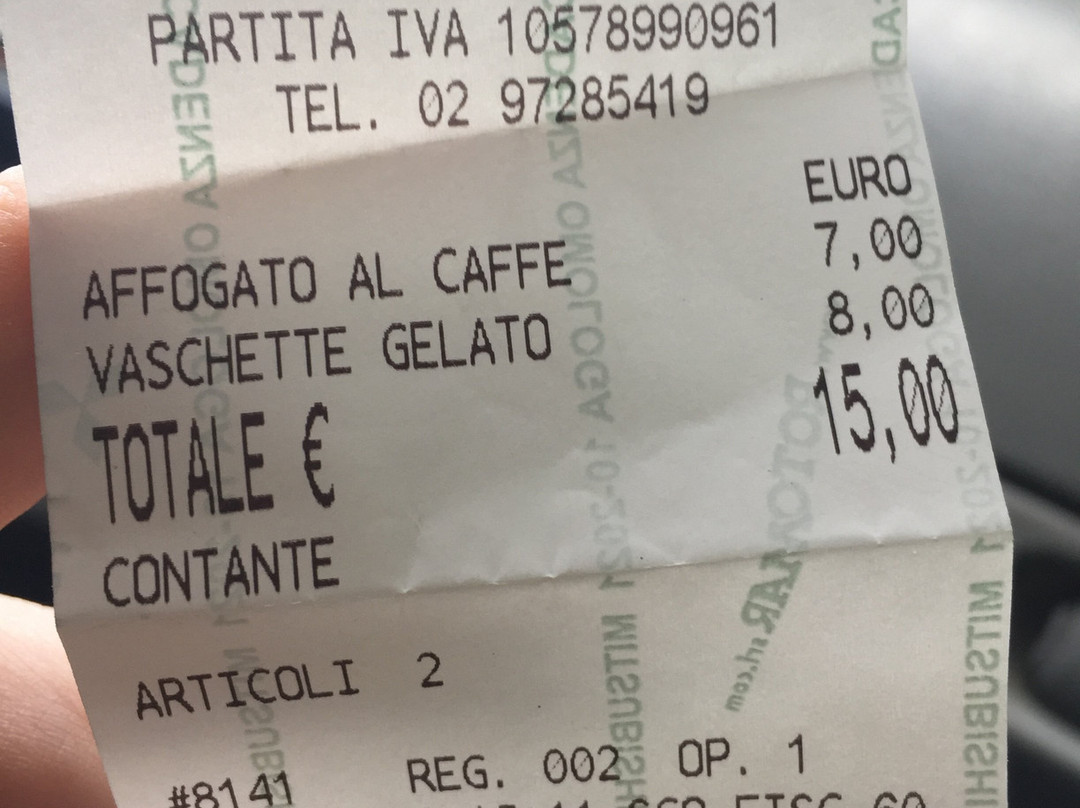 PARTITA IVA 10578990961
TEL. 02 97285419
EURO
AFFOGATO AL CAFFE 7,00
VASCHETTE GELATO 8,00
TOTALE € 15,00
CONTANTE
ARTICOLI 2
#8141 REG. 002 OP. 1